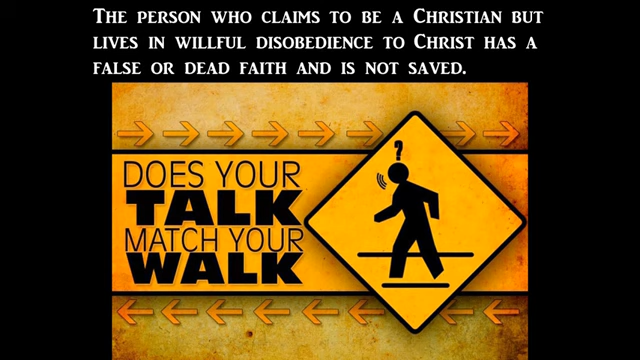 The person who claims to be a Christian but
lives in willful disobedience to Christ has a
false or dead faith and is not saved.
?
DOES YOUR
TALK
MATCH YOUR
WALK